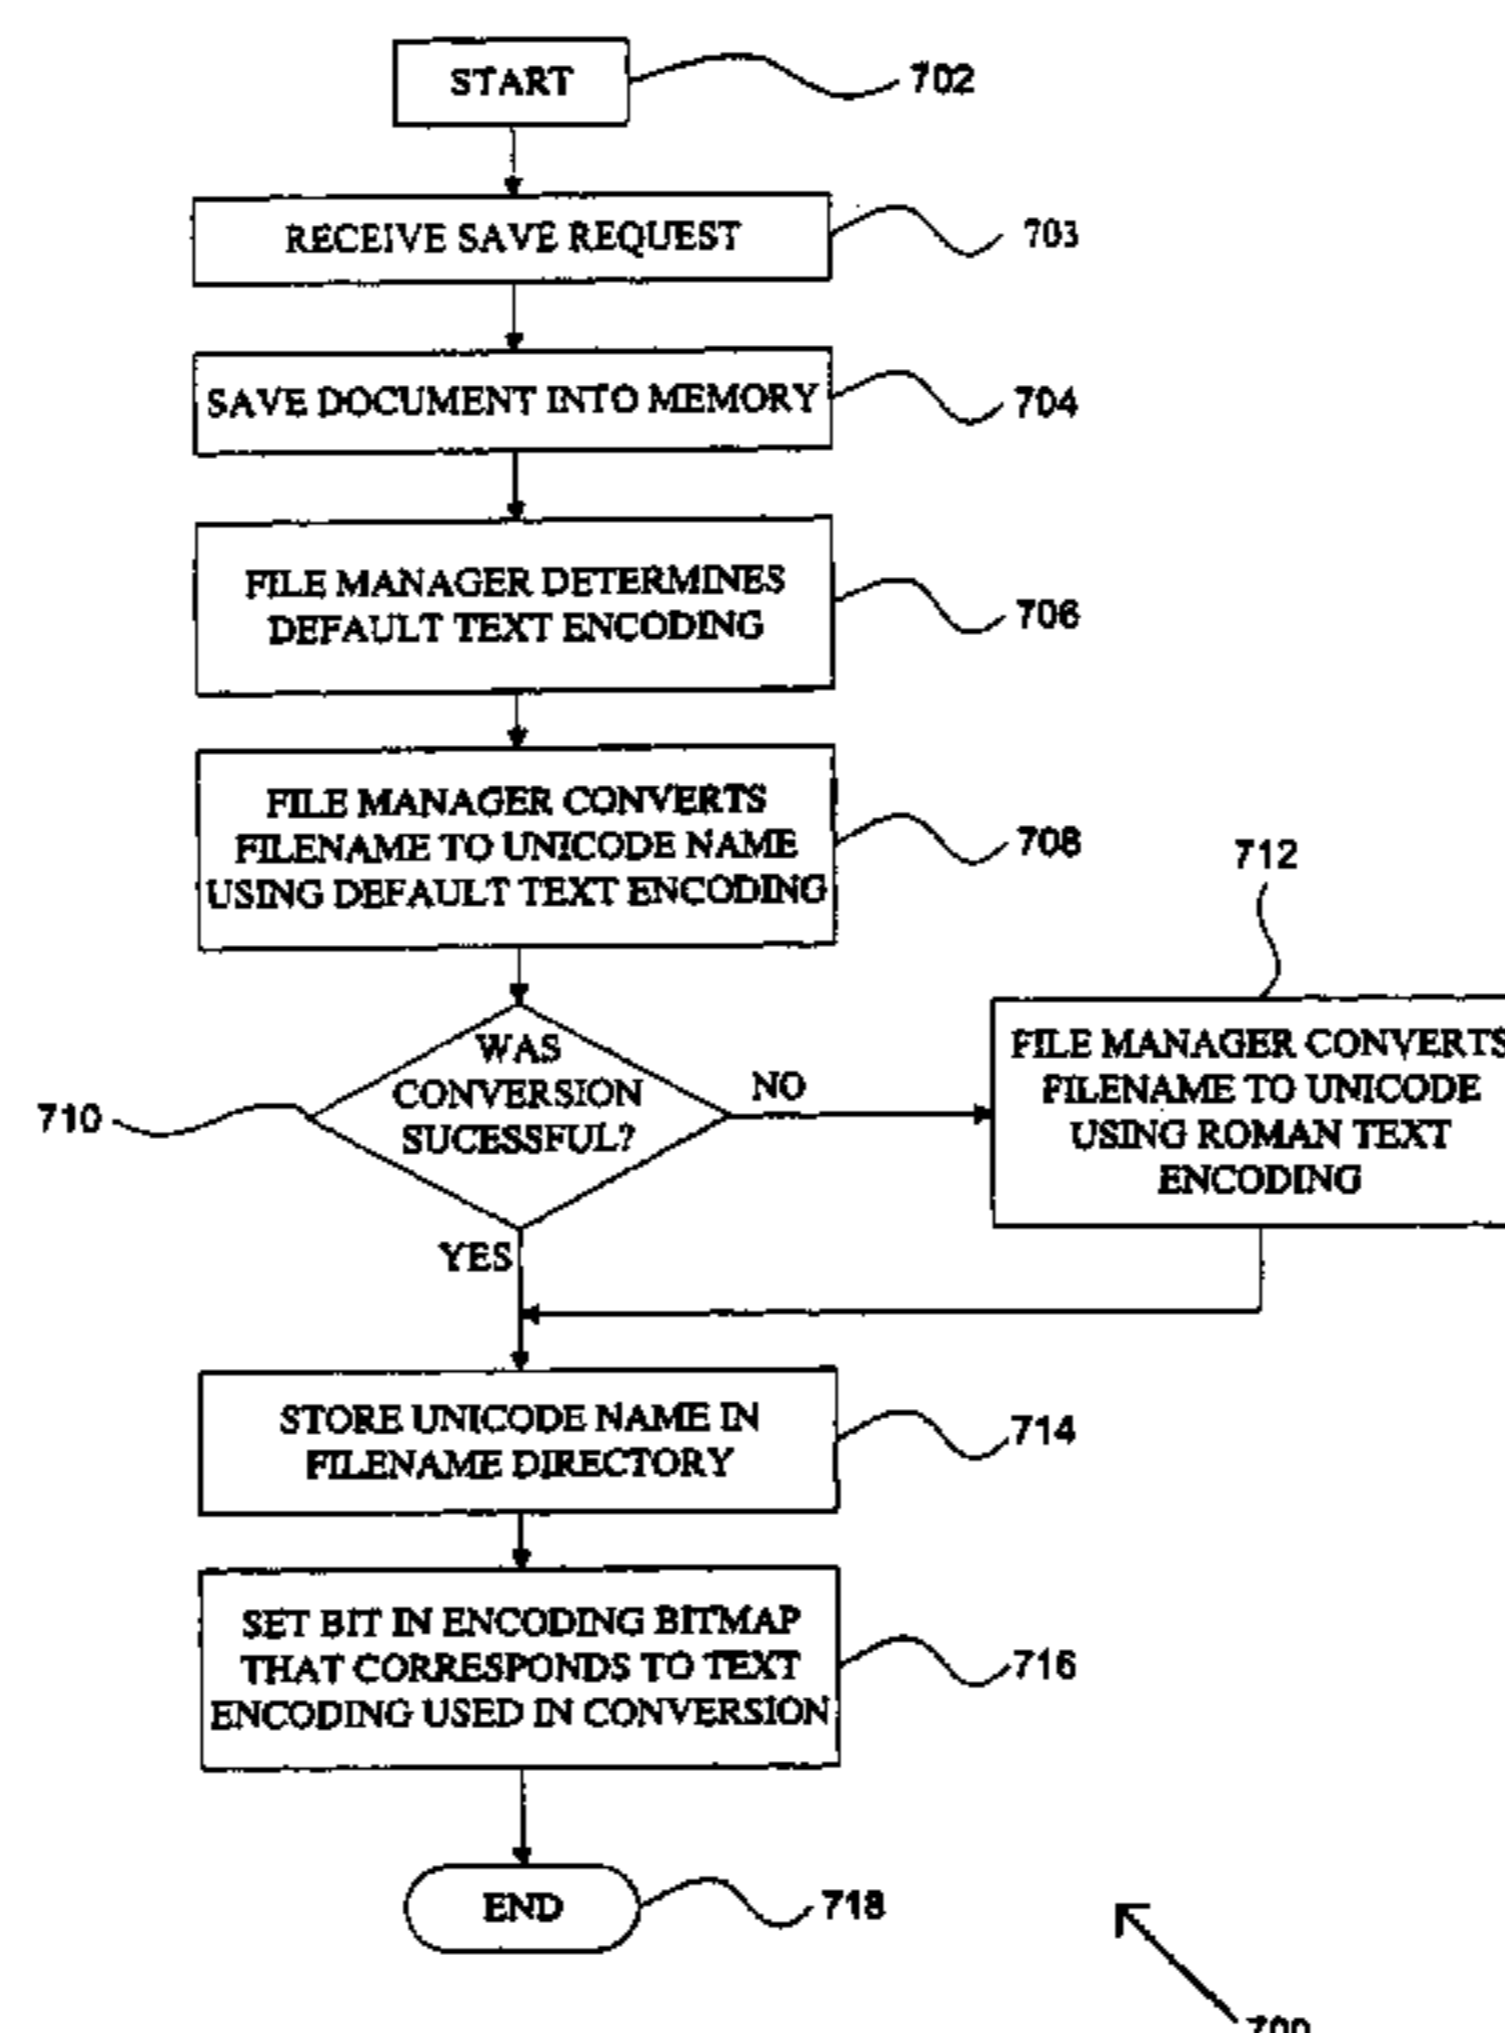 START
702
RECEIVE SAVE REQUEST
703
SAVE DOCUMENT INTO MEMORY
704
FILE MANAGER DETERMINES
DEFAULT TEXT ENCODING
706
FILE MANAGER CONVERTS
FILENAME TO UNICODE NAME
USING DEFAULT TEXT ENCODING
708
WAS
CONVERSION
SUCESSFUL?
710
NO
712
FILE MANAGER CONVERTS
FILENAME TO UNICODE
USING ROMAN TEXT
ENCODING
YES
STORE UNICODE NAME IN
FILENAME DIRECTORY
714
SET BIT IN ENCODING BITMAP
THAT CORRESPONDS TO TEXT
ENCODING USED IN CONVERSION
716
END
718
700